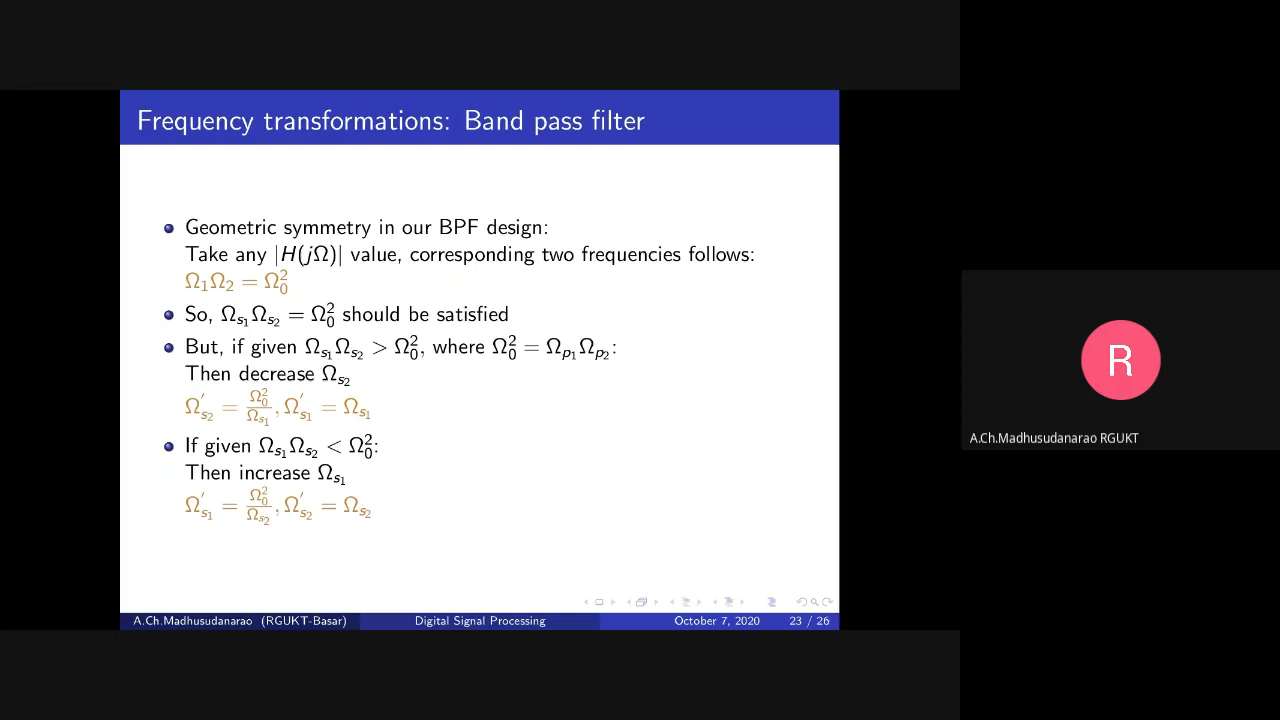 Frequency transformations: Band pass filter
Geometric symmetry in our BPF design:
Take any |H(jΩ)| value, corresponding two frequencies follows:
Ω₁Ω₂ = Ω₀²
So, Ωs₁Ωs₂ = Ω₀² should be satisfied
But, if given Ωs₁Ωs₂ > Ω₀², where Ω₀² = Ωp₁Ωp₂:
Then decrease Ωs₂
Ω′s₂ = Ω₀²/Ωs₁, Ω′s₁ = Ωs₁
If given Ωs₁Ωs₂ < Ω₀²:
Then increase Ωs₁
Ω′s₁ = Ω₀²/Ωs₂, Ω′s₂ = Ωs₂
A.Ch.Madhusudanarao (RGUKT-Basar) Digital Signal Processing October 7, 2020 23 / 26
R
A.Ch.Madhusudanarao RGUKT